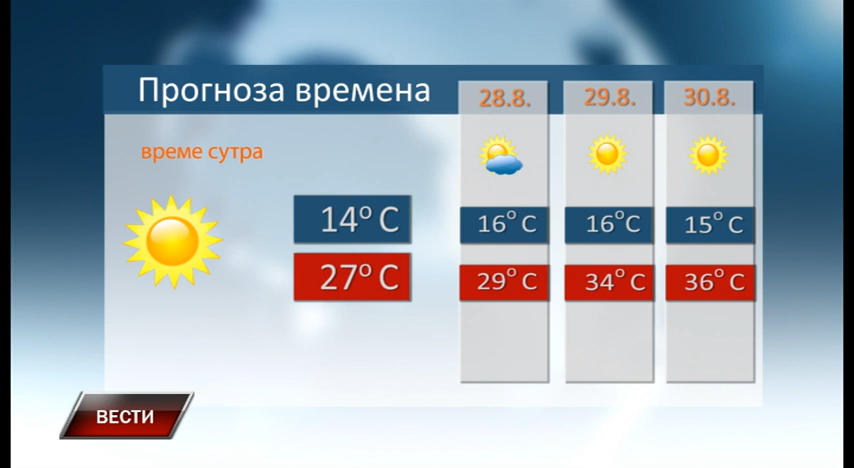 Прогноза времена
28.8. 29.8. 30.8.
време сутра
14° C 16° C 16°C 15° C
27° C 29° C 34° C 36° C
ВЕСТИ